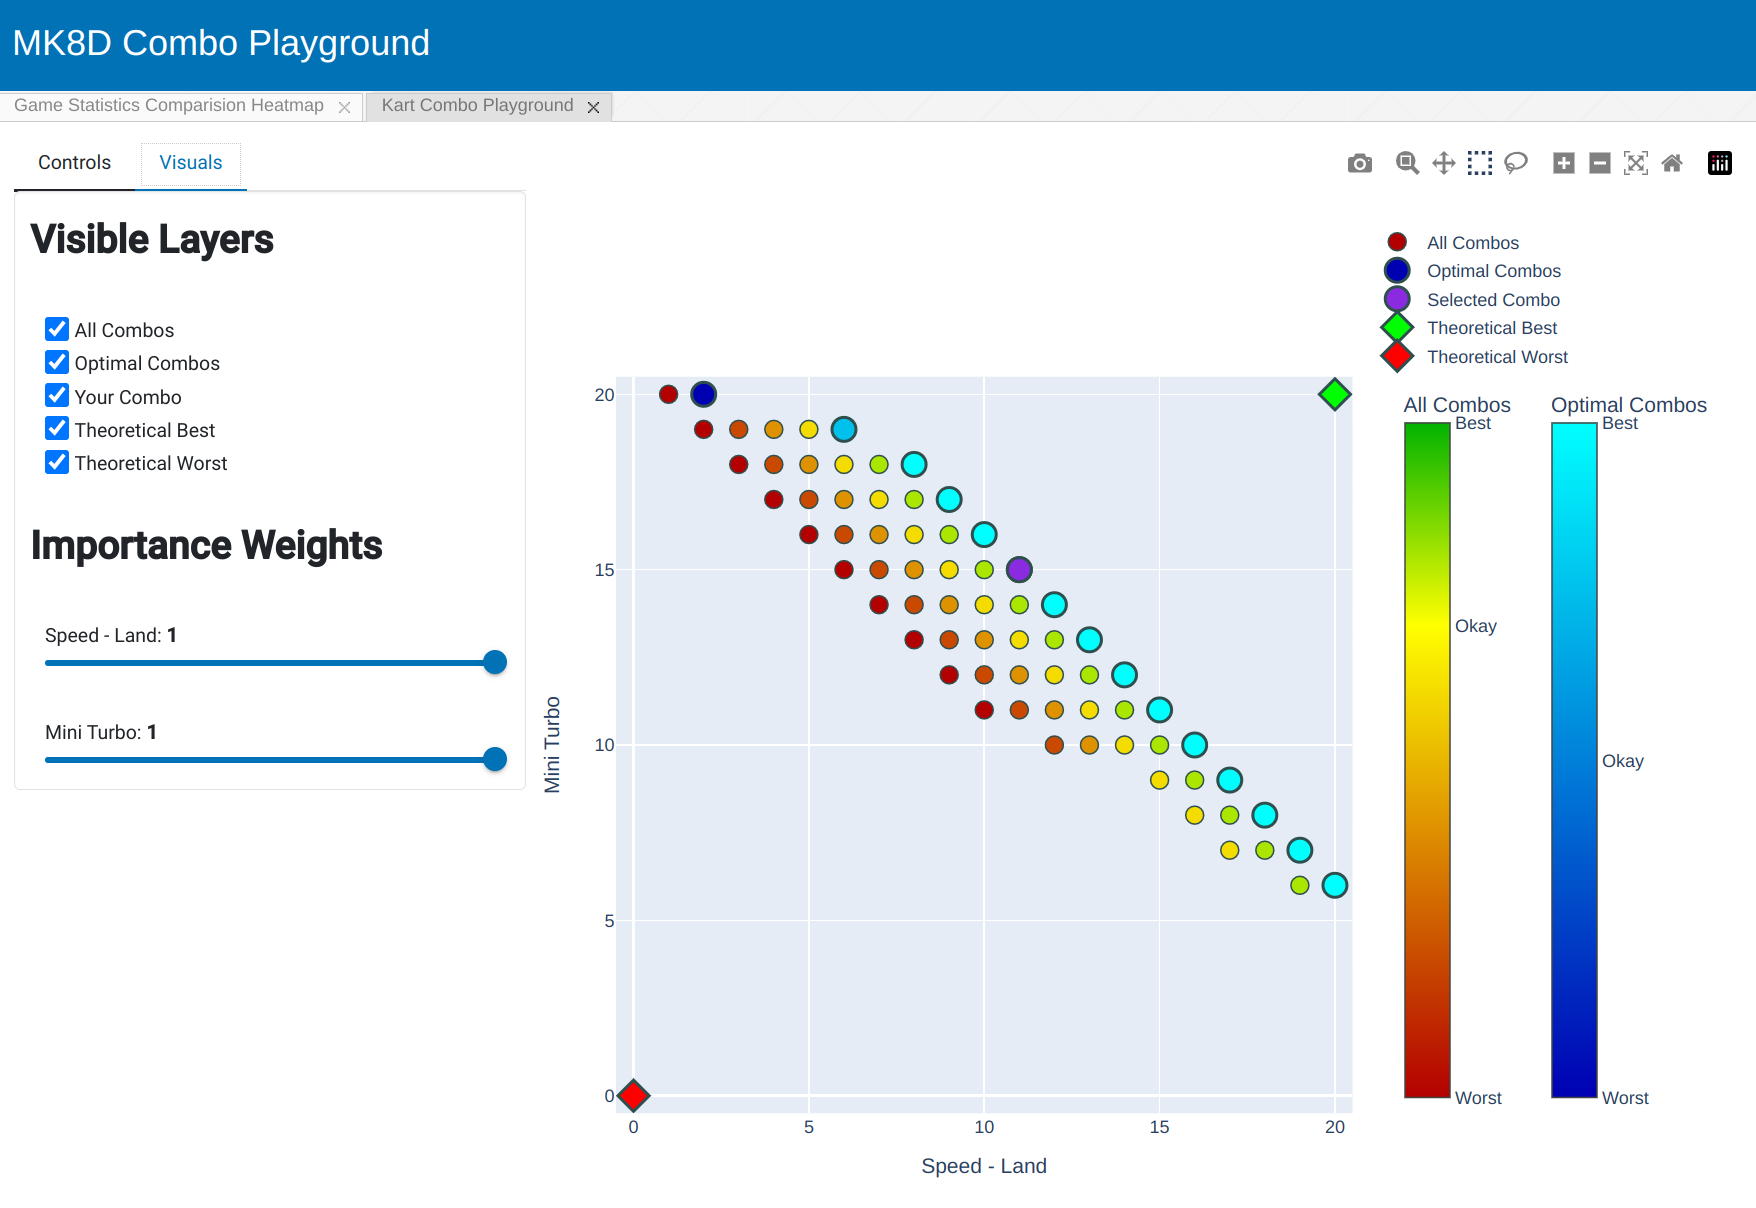 MK8D Combo Playground
Game Statistics Comparision Heatmap
Kart Combo Playground
Controls
Visuals
Visible Layers
All Combos
Optimal Combos
Your Combo
Theoretical Best
Theoretical Worst
Importance Weights
Speed - Land: 1
Mini Turbo: 1
All Combos
Optimal Combos
Selected Combo
Theoretical Best
Theoretical Worst
20
15
10
5
0
Mini Turbo
0
5
10
15
20
Speed - Land
All Combos
Best
Okay
Worst
Optimal Combos
Best
Okay
Worst